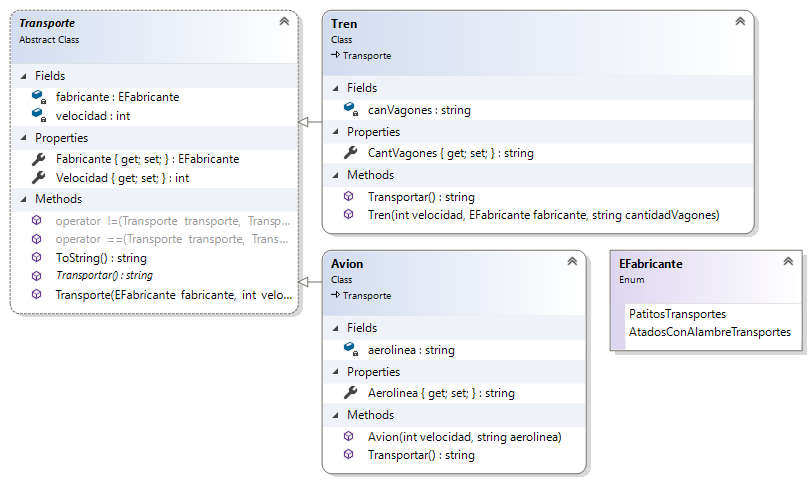 Transporte
Abstract Class
Fields
fabricante : EFabricante
velocidad : int
Properties
Fabricante { get; set; } : EFabricante
Velocidad { get; set; } : int
Methods
operator !=(Transporte transporte, Transp...
operator ==(Transporte transporte, Trans...
ToString() : string
Transportar() : string
Transporte(EFabricante fabricante, int velo...
Tren
Class
Transporte
Fields
canVagones : string
Properties
CantVagones { get; set; } : string
Methods
Transportar() : string
Tren(int velocidad, EFabricante fabricante, string cantidadVagones)
Avion
Class
Transporte
Fields
aerolinea : string
Properties
Aerolinea { get; set; } : string
Methods
Avion(int velocidad, string aerolinea)
Transportar() : string
EFabricante
Enum
PatitosTransportes
AtadosConAlambreTransportes